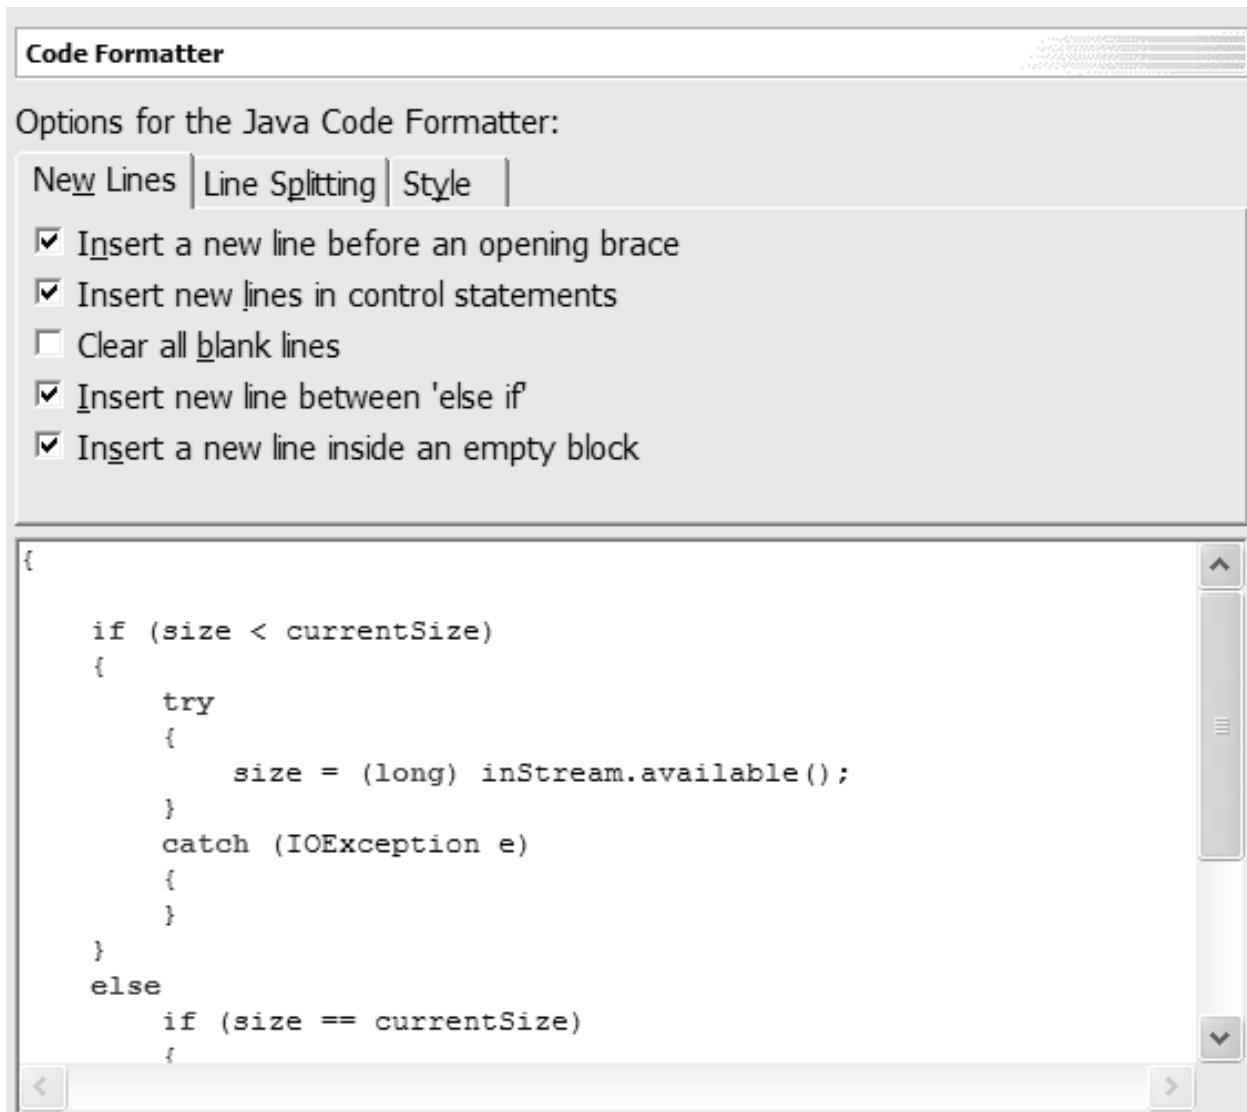 Code Formatter
Options for the Java Code Formatter:
New Lines Line Splitting Style
Insert a new line before an opening brace
Insert new lines in control statements
Clear all blank lines
Insert new line between 'else if'
Insert a new line inside an empty block
{
if (size < currentSize)
{
try
{
size = (long) inStream.available();
}
catch (IOException e)
{
}
}
else
if (size == currentSize)
{